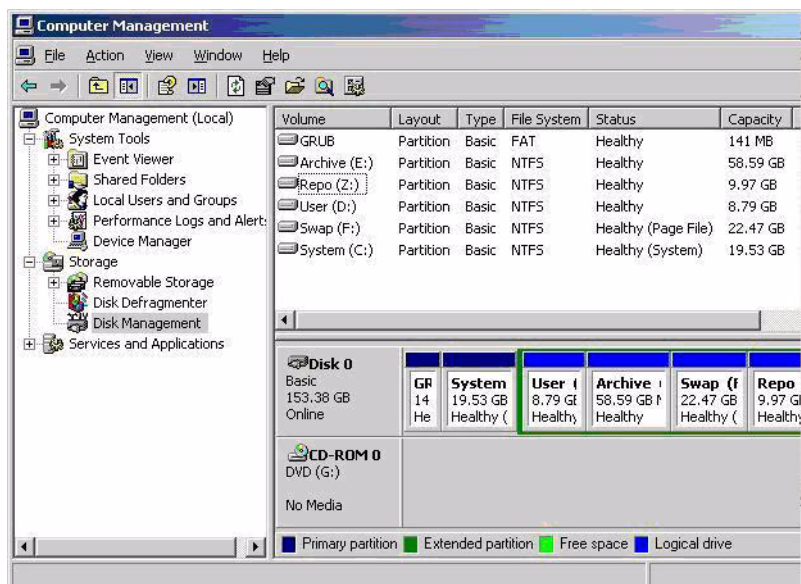 Computer Management
File Action View Window Help
Computer Management (Local)
System Tools
Event Viewer
Shared Folders
Local Users and Groups
Performance Logs and Alert:
Device Manager
Storage
Removable Storage
Disk Defragmenter
Disk Management
Services and Applications
Volume Layout Type File System Status Capacity
GRUB Partition Basic FAT Healthy 141 MB
Archive (E:) Partition Basic NTFS Healthy 58.59 GB
Repo (Z:) Partition Basic NTFS Healthy 9.97 GB
User (D:) Partition Basic NTFS Healthy 8.79 GB
Swap (F:) Partition Basic NTFS Healthy (Page File) 22.47 GB
System (C:) Partition Basic NTFS Healthy (System) 19.53 GB
Disk 0
Basic
153.38 GB
Online
GR
14
He
System
19.53 GB
Healthy (
User (
8.79 GB
Healthy
Archive
58.59 GB
Healthy
Swap (F
22.47 GB
Healthy (
Repo
9.97 G
Healthy
CD-ROM 0
DVD (G:)
No Media
Primary partition Extended partition Free space Logical drive